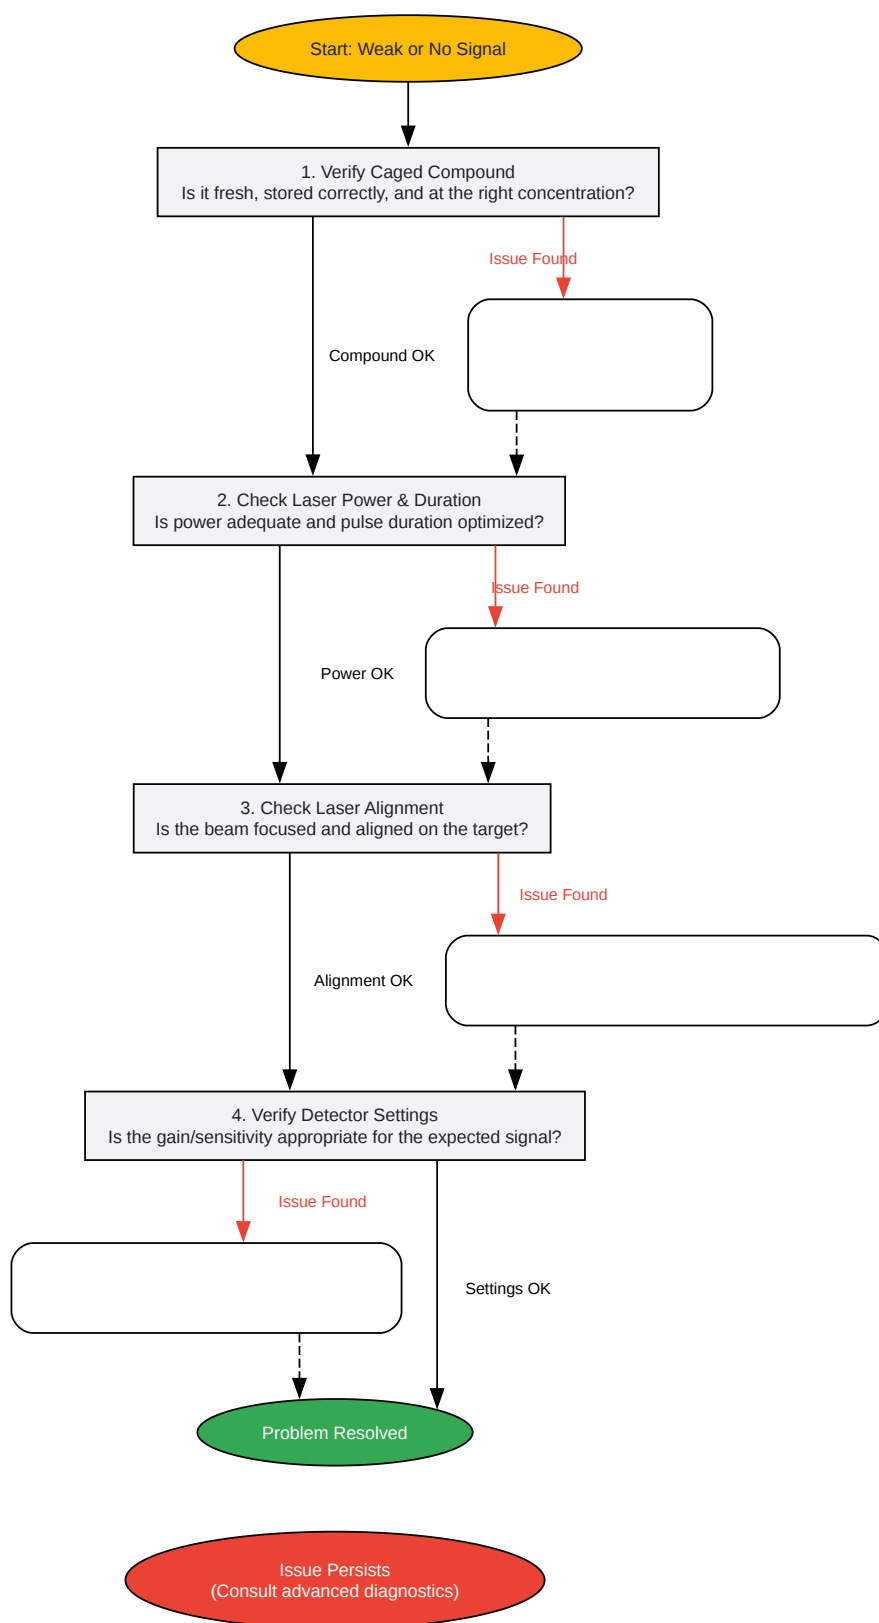 Start: Weak or No Signal
1. Verify Caged Compound
Is it fresh, stored correctly, and at the right concentration?
Issue Found
Compound OK
2. Check Laser Power & Duration
Is power adequate and pulse duration optimized?
Issue Found
Power OK
3. Check Laser Alignment
Is the beam focused and aligned on the target?
Issue Found
Alignment OK
4. Verify Detector Settings
Is the gain/sensitivity appropriate for the expected signal?
Issue Found
Settings OK
Problem Resolved
Issue Persists
(Consult advanced diagnostics)